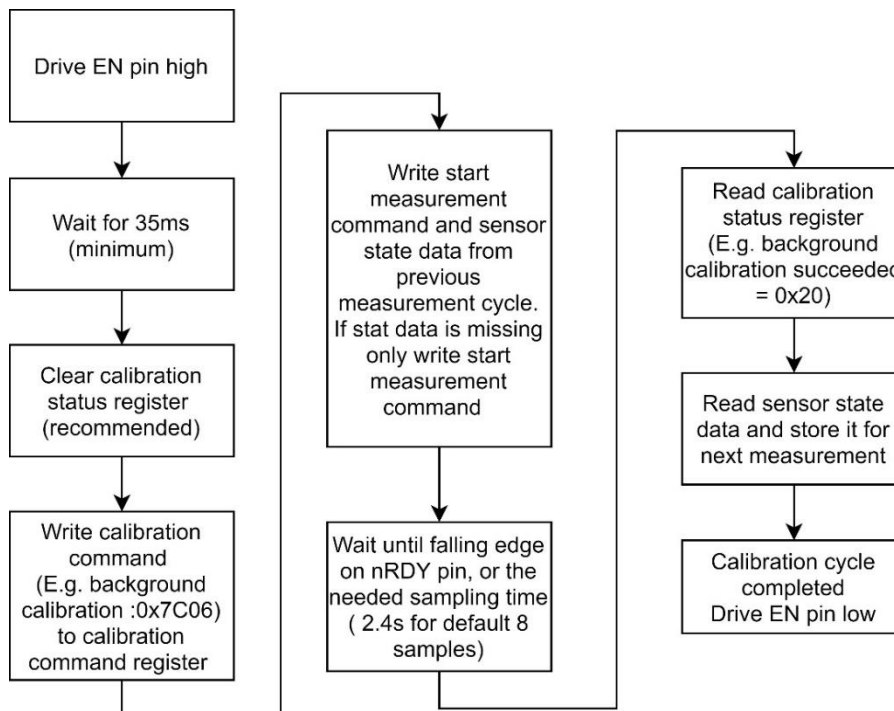 Drive EN pin high
Wait for 35ms
(minimum)
Clear calibration
status register
(recommended)
Write calibration
command
(E.g. background
calibration :0x7C06)
to calibration
command register
Write start
measurement
command and sensor
state data from
previous
measurement cycle.
If stat data is missing
only write start
measurement
command
Wait until falling edge
on nRDY pin, or the
needed sampling time
( 2.4s for default 8
samples)
Read calibration
status register
(E.g. background
calibration succeeded
= 0x20)
Read sensor state
data and store it for
next measurement
Calibration cycle
completed
Drive EN pin low